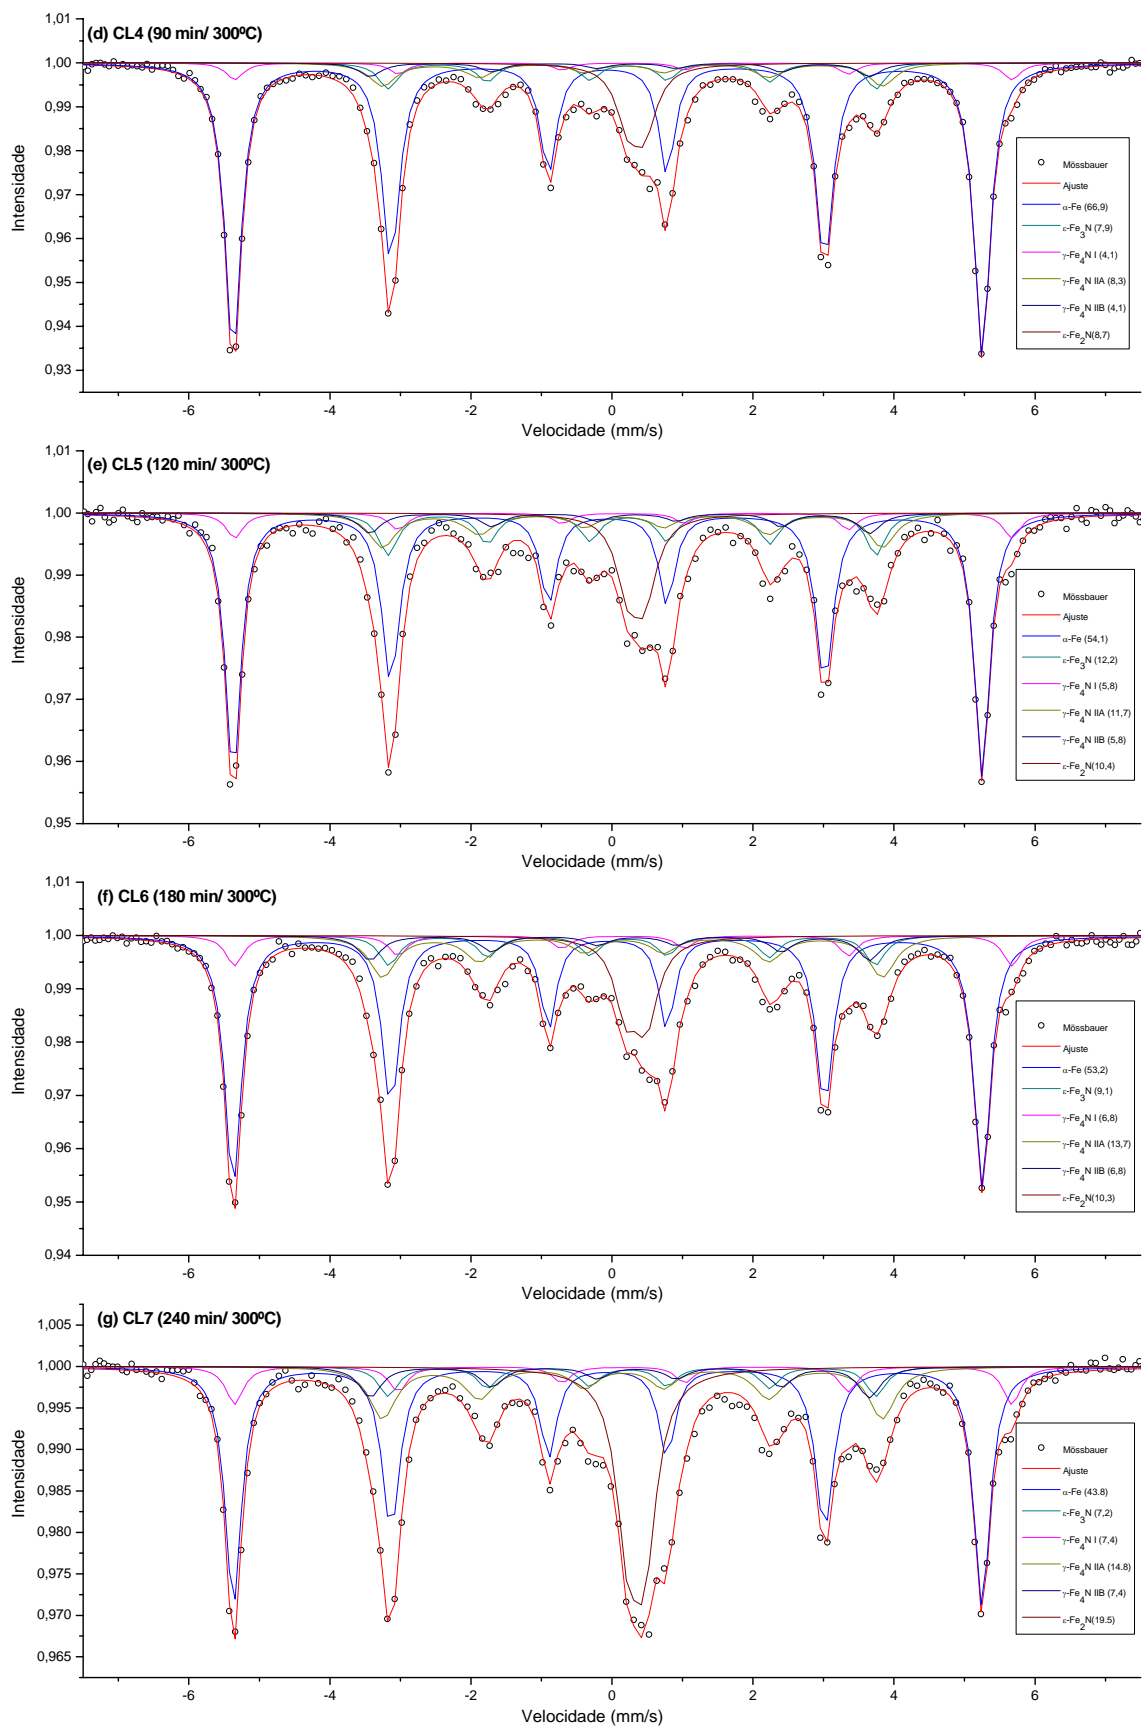 (d) CL4 (90 min/ 300ºC)
1,01
1,00
0,99
0,98
0,97
0,96
0,95
0,94
0,93
Intensidade
-6 -4 -2 0 2 4 6
Velocidade (mm/s)
Mössbauer
Ajuste
α-Fe (66,9)
ε-Fe3N (7,9)
γ-Fe4N I (4,1)
γ-Fe4N IIA (8,3)
γ-Fe4N IIB (4,1)
ε-Fe2N(8,7)
(e) CL5 (120 min/ 300ºC)
1,01
1,00
0,99
0,98
0,97
0,96
0,95
Intensidade
-6 -4 -2 0 2 4 6
Velocidade (mm/s)
Mössbauer
Ajuste
α-Fe (54,1)
ε-Fe3N (12,2)
γ-Fe4N I (5,8)
γ-Fe4N IIA (11,7)
γ-Fe4N IIB (5,8)
ε-Fe2N(10,4)
(f) CL6 (180 min/ 300ºC)
1,01
1,00
0,99
0,98
0,97
0,96
0,95
0,94
Intensidade
-6 -4 -2 0 2 4 6
Velocidade (mm/s)
Mössbauer
Ajuste
α-Fe (53,2)
ε-Fe3N (9,1)
γ-Fe4N I (6,8)
γ-Fe4N IIA (13,7)
γ-Fe4N IIB (6,8)
ε-Fe2N(10,3)
(g) CL7 (240 min/ 300ºC)
1,005
1,000
0,995
0,990
0,985
0,980
0,975
0,970
0,965
Intensidade
-6 -4 -2 0 2 4 6
Velocidade (mm/s)
Mössbauer
Ajuste
α-Fe (43.8)
ε-Fe3N (7,2)
γ-Fe4N I (7,4)
γ-Fe4N IIA (14.8)
γ-Fe4N IIB (7,4)
ε-Fe2N(19.5)